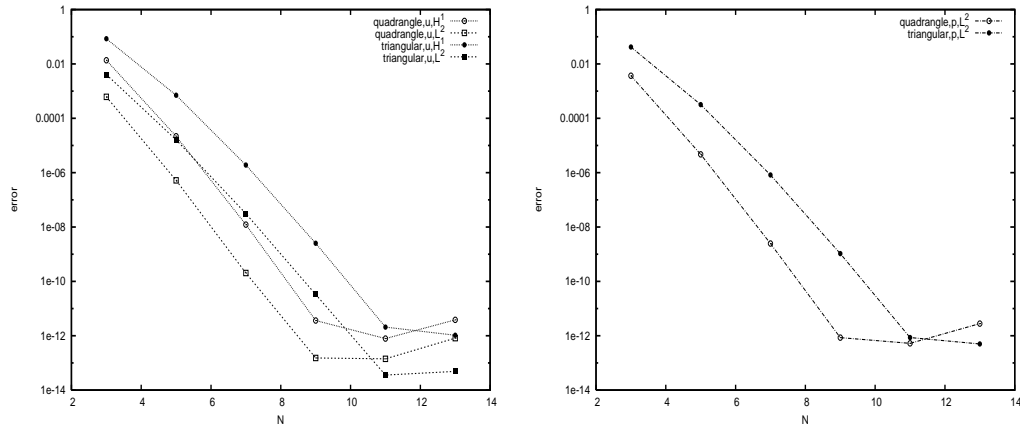 1
0.01
0.0001
1e-06
1e-08
1e-10
1e-12
1e-14
2
4
6
8
10
12
14
error
N
quadrangle,u,H¹
quadrangle,u,L²
triangular,u,H¹
triangular,u,L²
1
0.01
0.0001
1e-06
1e-08
1e-10
1e-12
1e-14
2
4
6
8
10
12
14
error
N
quadrangle,p,L²
triangular,p,L²